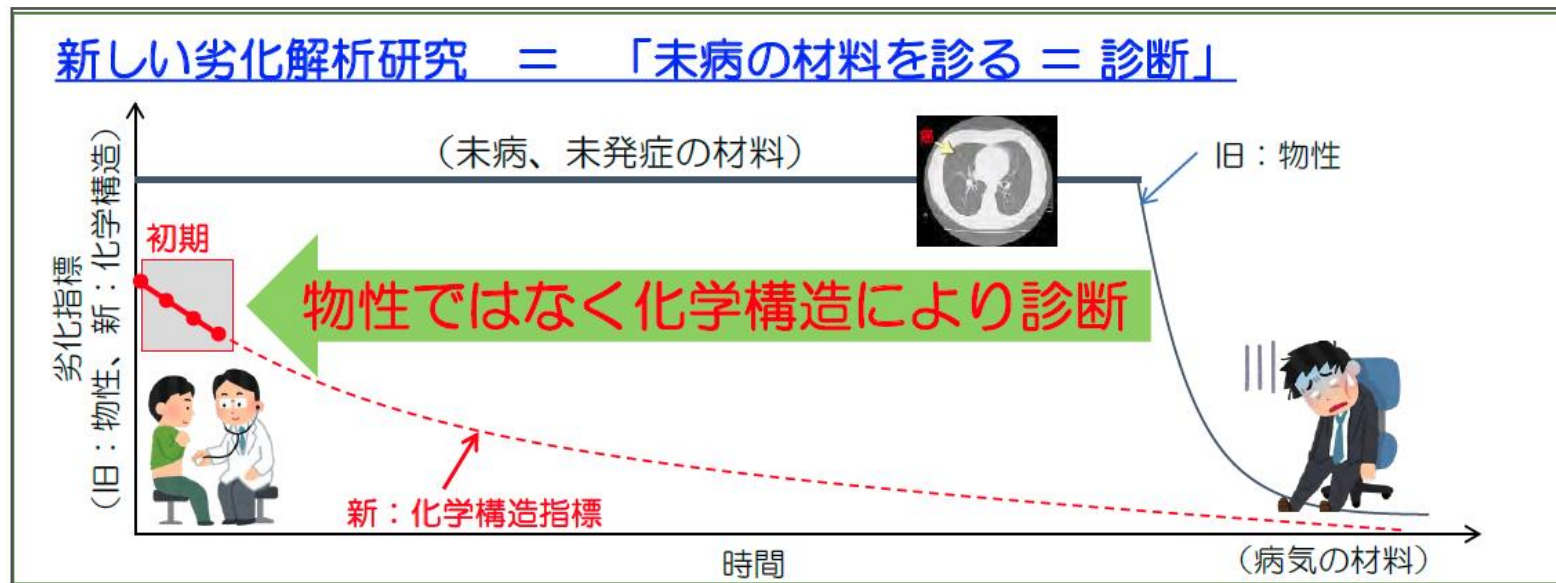 新しい劣化解析研究 = 「未病の材料を診る = 診断」
(未病、未発症の材料)
旧:物性
劣化指標
(旧:物性、新:化学構造)
初期
物性ではなく化学構造により診断
新:化学構造指標
時間
(病気の材料)